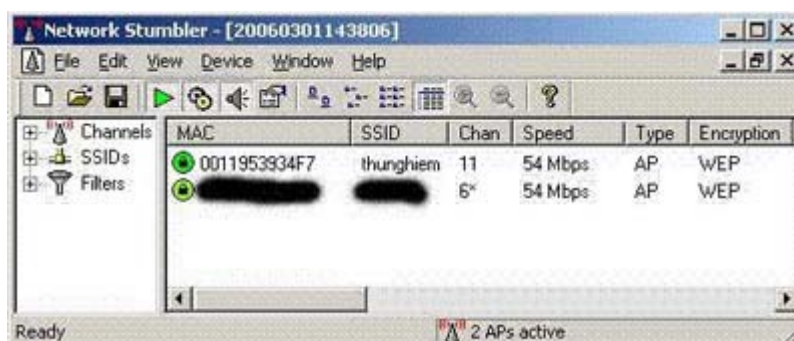 Network Stumbler - [20060301143806]
File Edit View Device Window Help
Channels MAC SSID Chan Speed Type Encryption
SSIDs 0011953934F7 thunghiem 11 54 Mbps AP WEP
Filters 6* 54 Mbps AP WEP
Ready 2 APs active